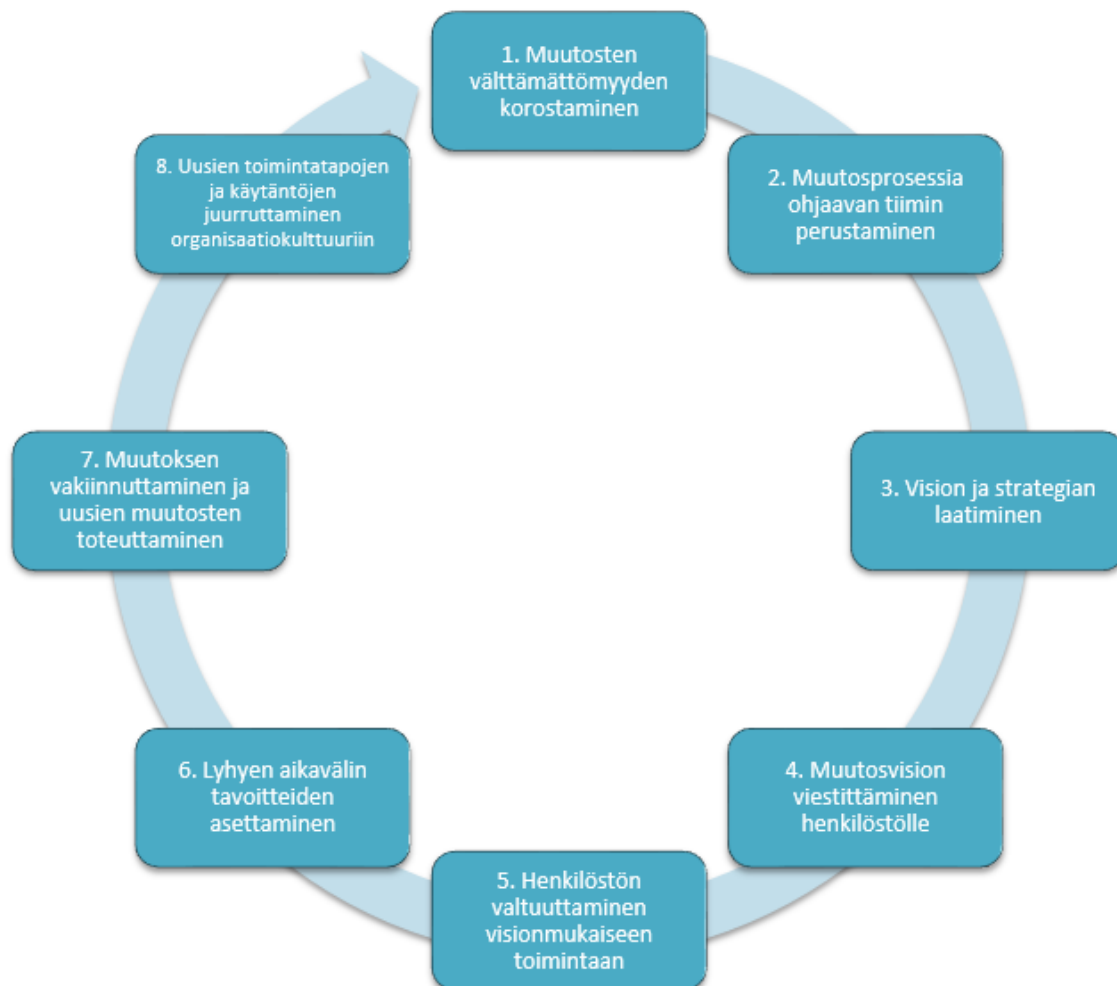 1. Muutosten
välttämättömyyden
korostaminen
2. Muutosprosessia
ohjaavan tiimin
perustaminen
3. Vision ja strategian
laatiminen
4. Muutosvision
viestittäminen
henkilöstölle
5. Henkilöstön
valtuuttaminen
visionmukaiseen
toimintaan
6. Lyhyen aikavälin
tavoitteiden
asettaminen
7. Muutoksen
vakiinnuttaminen ja
uusien muutosten
toteuttaminen
8. Uusien toimintatapojen
ja käytäntöjen
juurruttaminen
organisaatiokulttuuriin